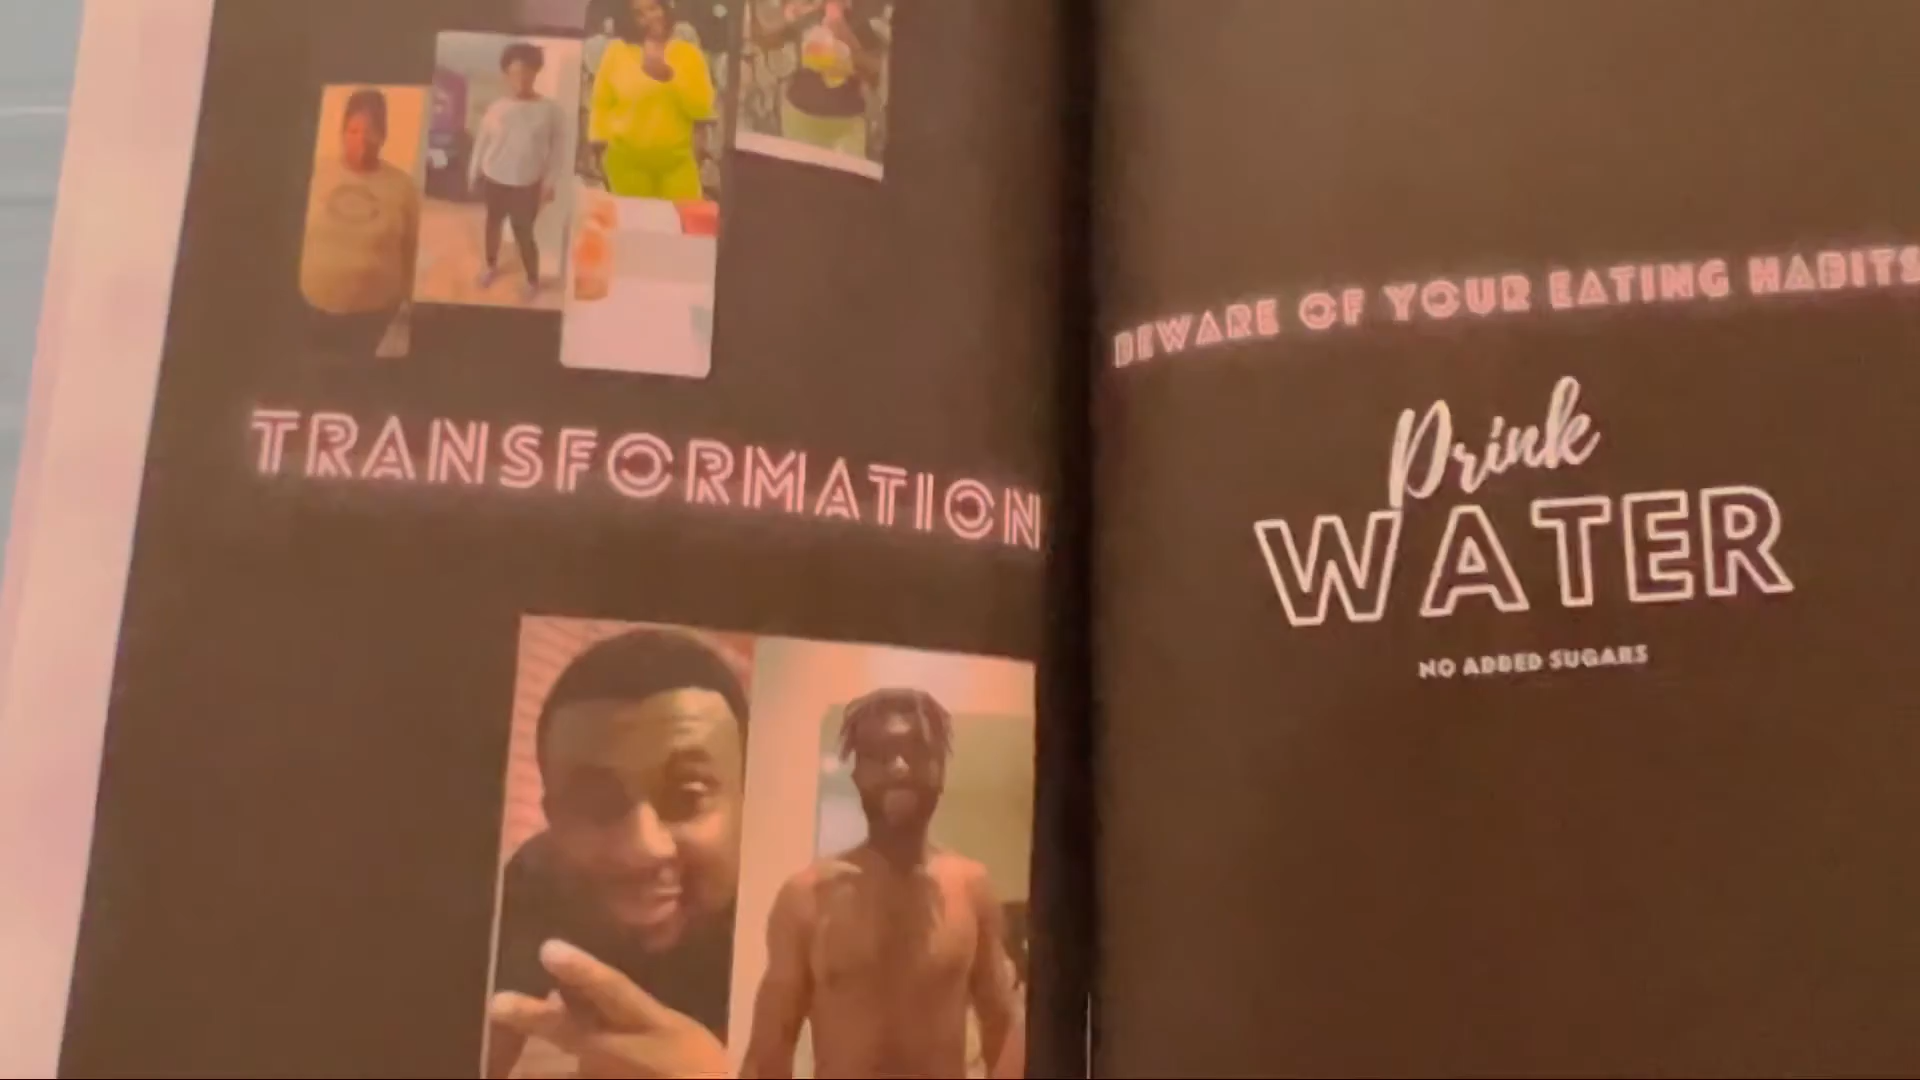 TRANSFORMATION
BEWARE OF YOUR EATING HABITS
Drink
WATER
NO ADDED SUGARS